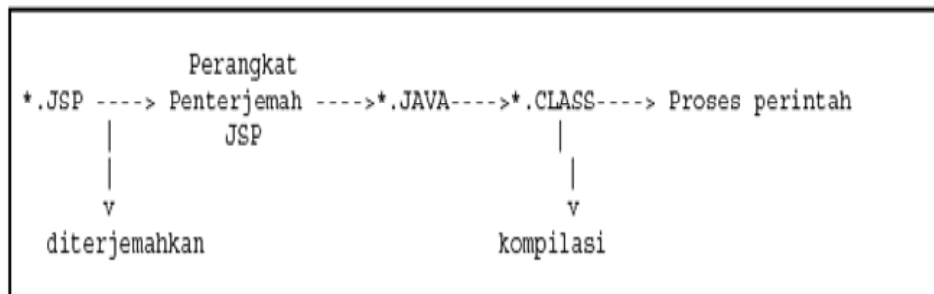 Perangkat
*.JSP ----> Penterjemah ---->*.JAVA---->*.CLASS----> Proses perintah
| JSP |
| |
v v
diterjemahkan kompilasi